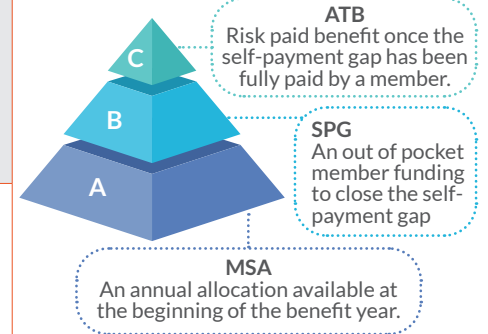 ATB
Risk paid benefit once the
self-payment gap has been
fully paid by a member.
C
B
SPG
An out of pocket
member funding
to close the self-
payment gap
A
MSA
An annual allocation available at
the beginning of the benefit year.